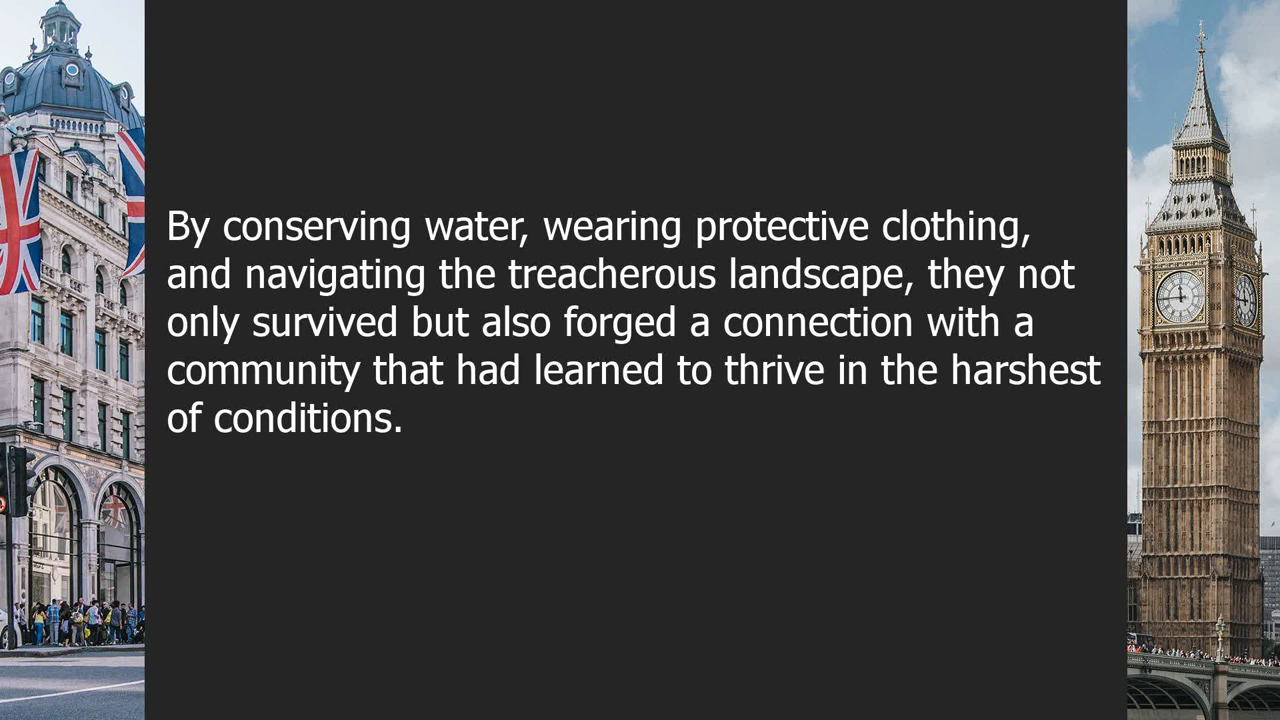 By conserving water, wearing protective clothing,
and navigating the treacherous landscape, they not
only survived but also forged a connection with a
community that had learned to thrive in the harshest
of conditions.